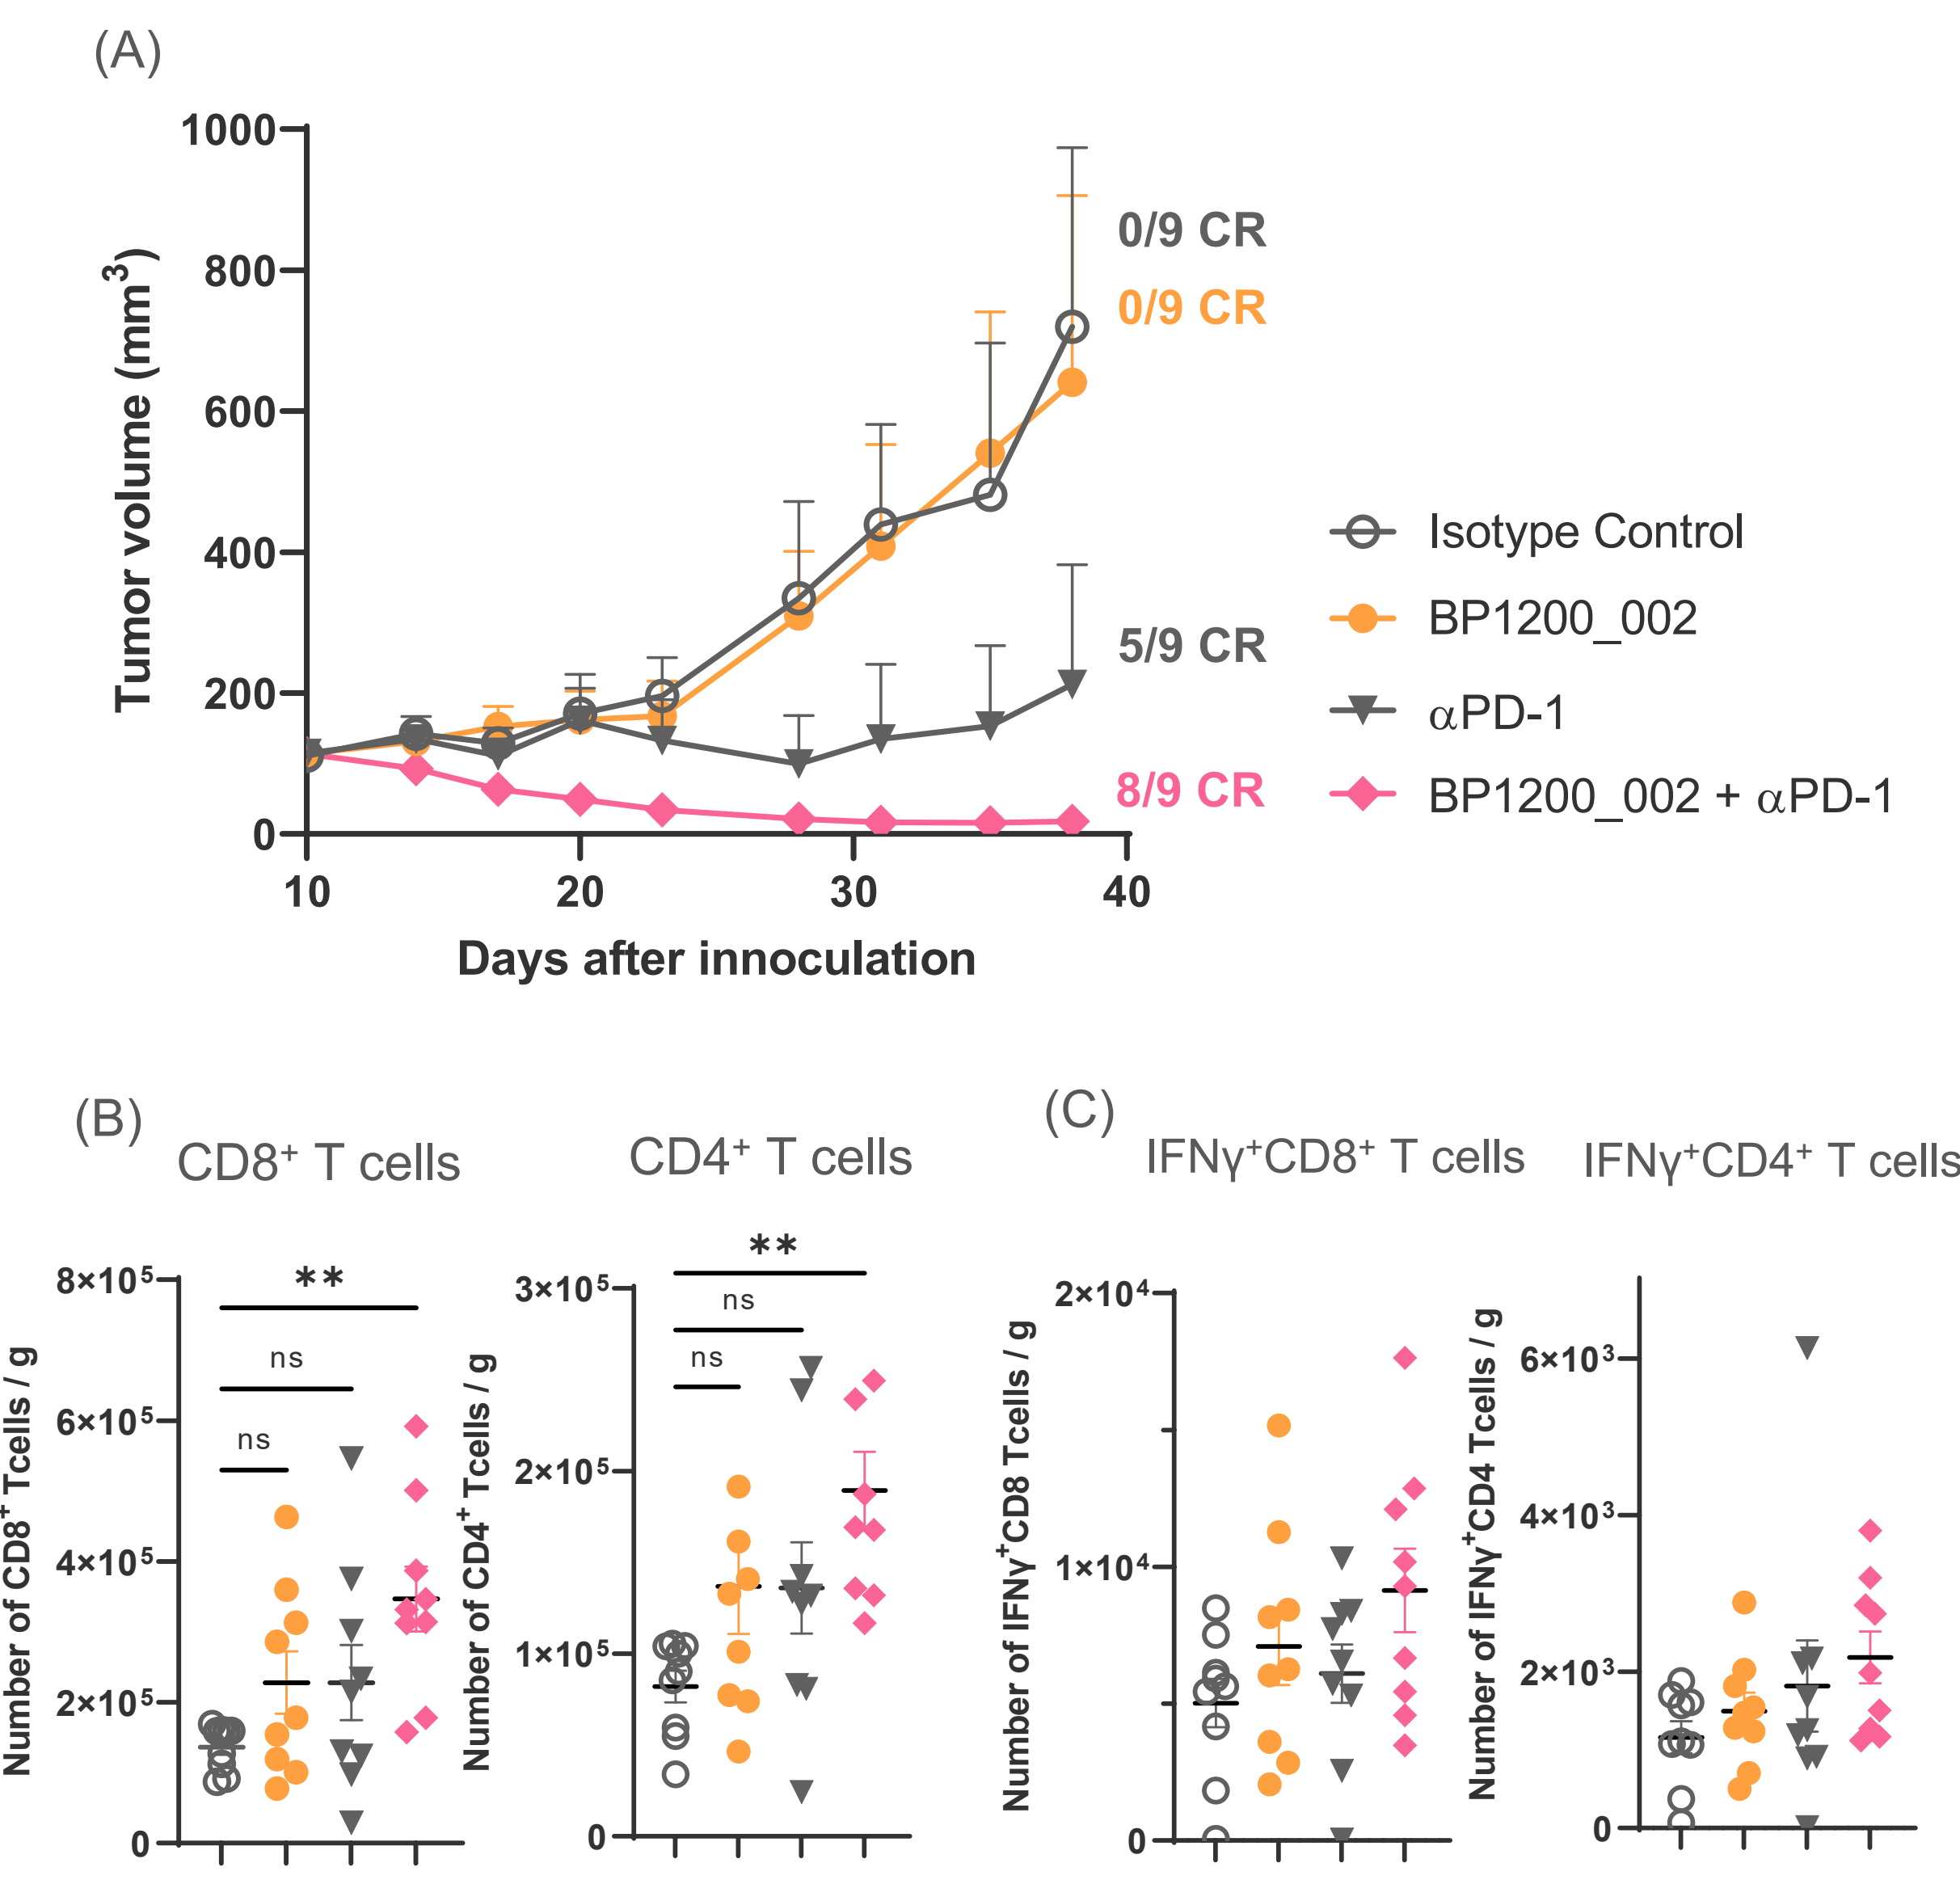 (A)
1000
800
600
400
200
0
Tumor volume (mm³)
10
20
30
40
Days after innoculation
0/9 CR
0/9 CR
5/9 CR
8/9 CR
Isotype Control
BP1200_002
αPD-1
BP1200_002 + αPD-1
(B)
CD8⁺ T cells
Number of CD8⁺ Tcells / g
8×10⁵
6×10⁵
4×10⁵
2×10⁵
0
**
ns
ns
CD4⁺ T cells
Number of CD4⁺ Tcells / g
3×10⁵
2×10⁵
1×10⁵
0
**
ns
ns
(C)
IFNγ⁺CD8⁺ T cells
Number of IFNγ⁺CD8 Tcells / g
2×10⁴
1×10⁴
0
IFNγ⁺CD4⁺ T cells
Number of IFNγ⁺CD4 Tcells / g
6×10³
4×10³
2×10³
0